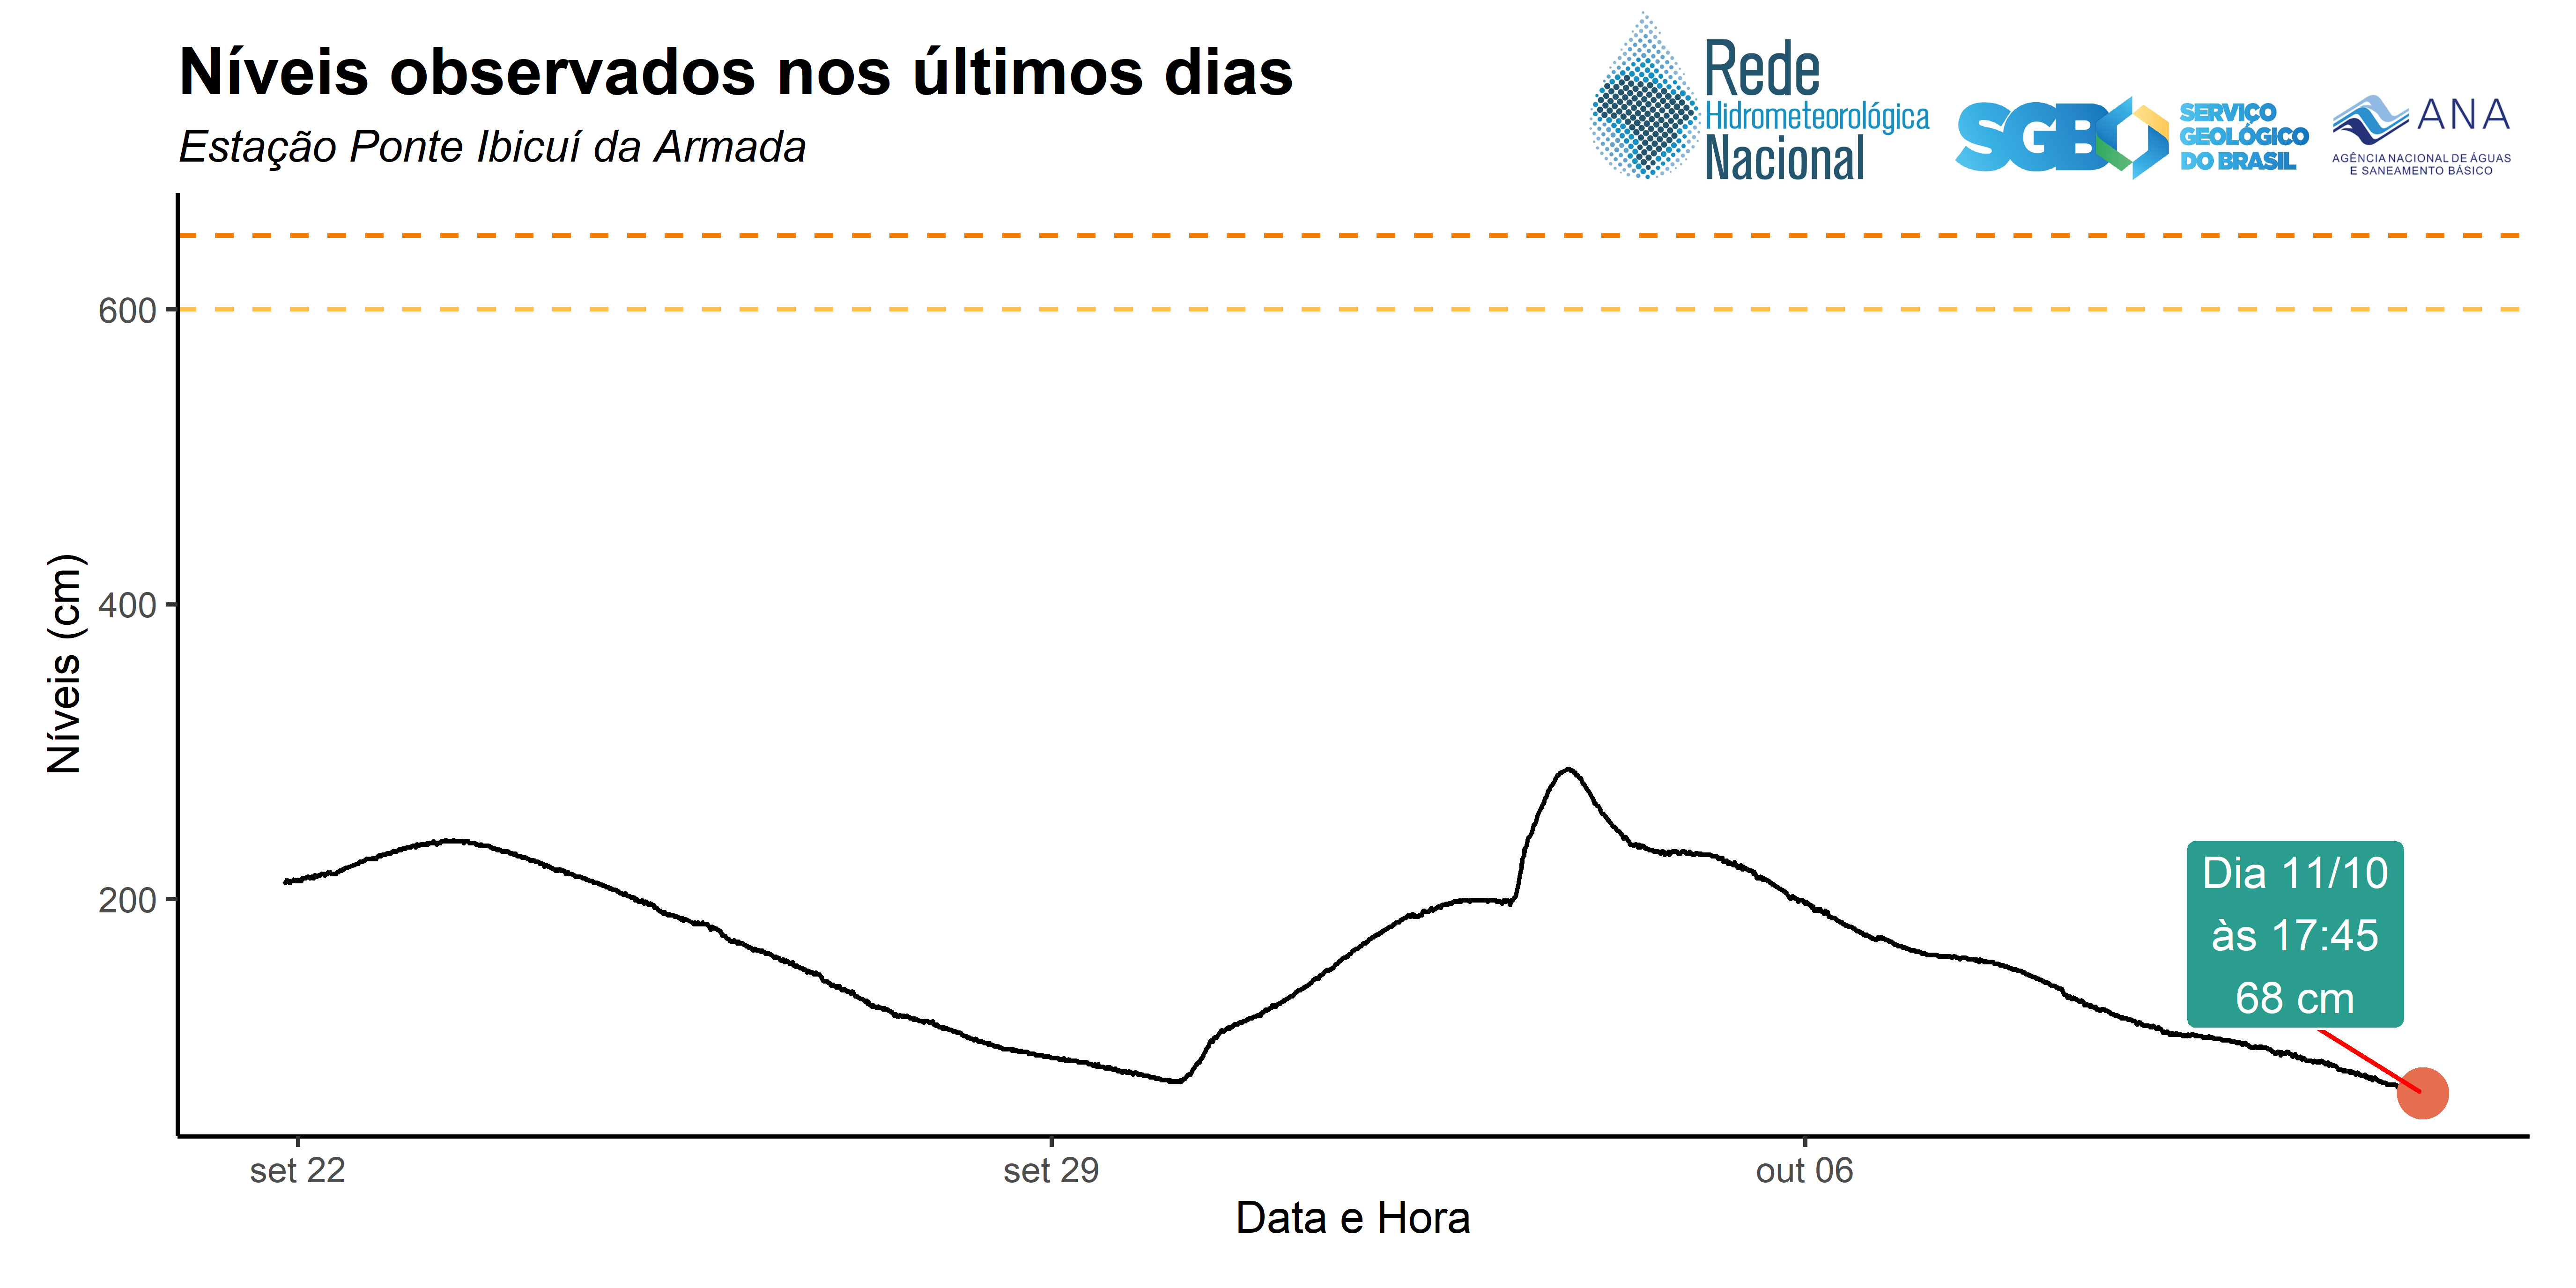 Níveis observados nos últimos dias
Estação Ponte Ibicuí da Armada
Rede
Hidrometeorológica
Nacional
SGB
SERVIÇO
GEOLÓGICO
DO BRASIL
ANA
AGÊNCIA NACIONAL DE ÁGUAS
E SANEAMENTO BÁSICO
Níveis (cm)
600
400
200
Dia 11/10
às 17:45
68 cm
set 22
set 29
out 06
Data e Hora